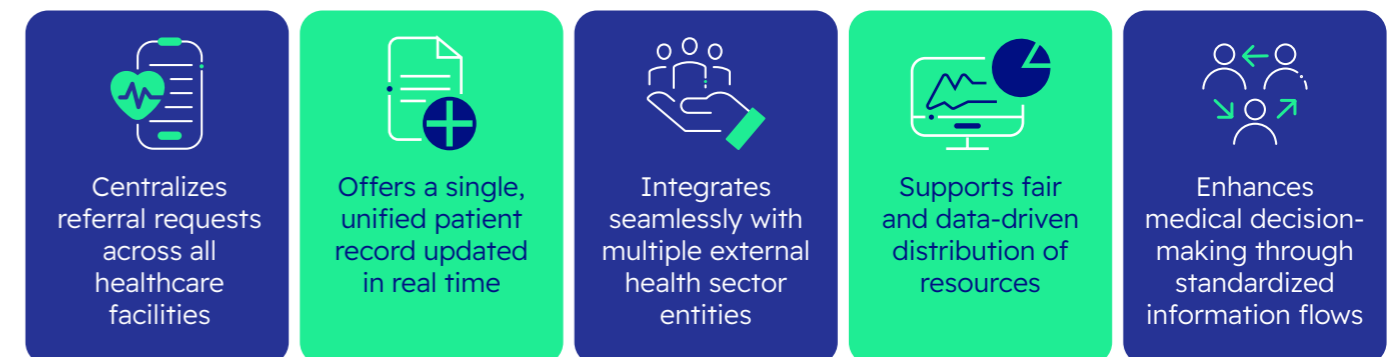 Centralizes
referral requests
across all
healthcare
facilities
Offers a single,
unified patient
record updated
in real time
Integrates
seamlessly with
multiple external
health sector
entities
Supports fair
and data-driven
distribution of
resources
Enhances
medical decision-
making through
standardized
information flows